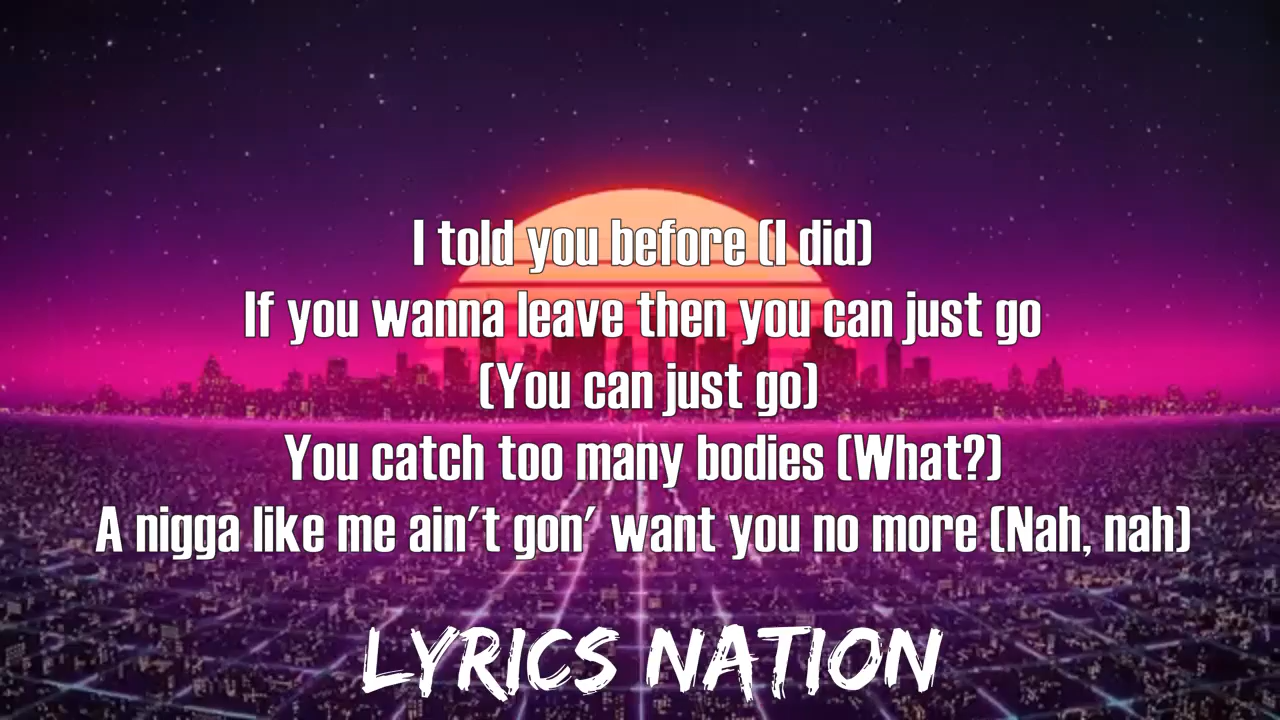 I told you before (I did)
If you wanna leave then you can just go
(You can just go)
You catch too many bodies (What?)
A nigga like me ain't gon' want you no more (Nah, nah)
LYRICS NATION